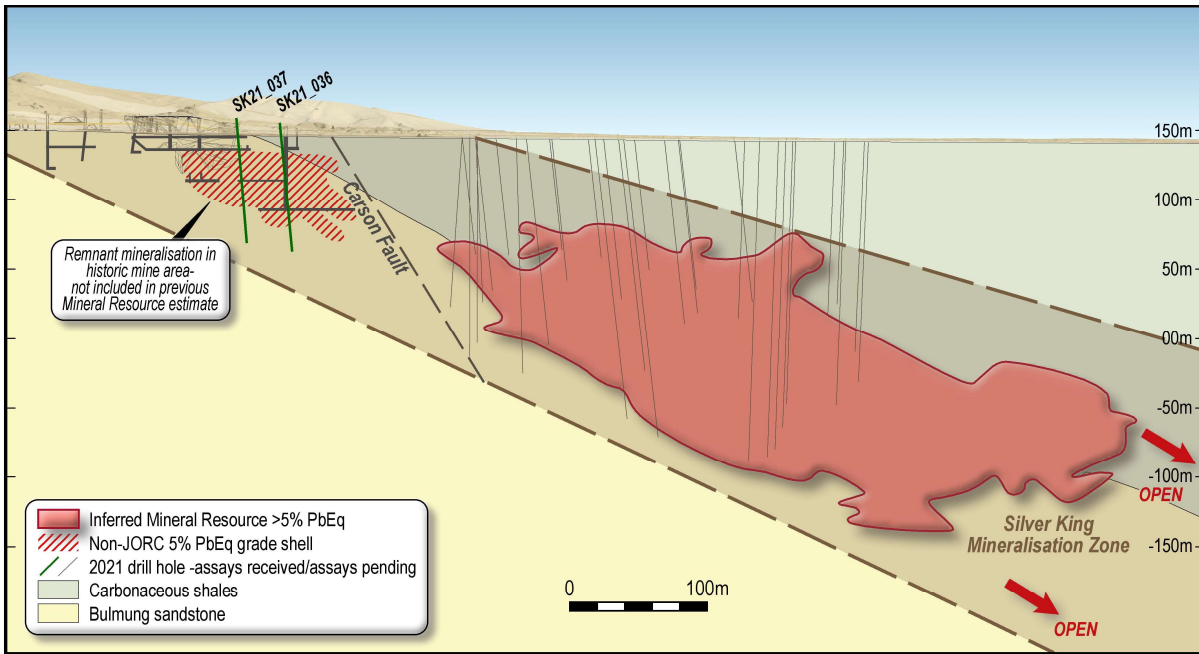 SK21_037
SK21_036
150m
100m
50m
00m
-50m
-100m
-150m
Carson Fault
Remnant mineralisation in
historic mine area-
not included in previous
Mineral Resource estimate
OPEN
Silver King
Mineralisation Zone
OPEN
Inferred Mineral Resource >5% PbEq
Non-JORC 5% PbEq grade shell
2021 drill hole -assays received/assays pending
Carbonaceous shales
Bulmung sandstone
0 100m